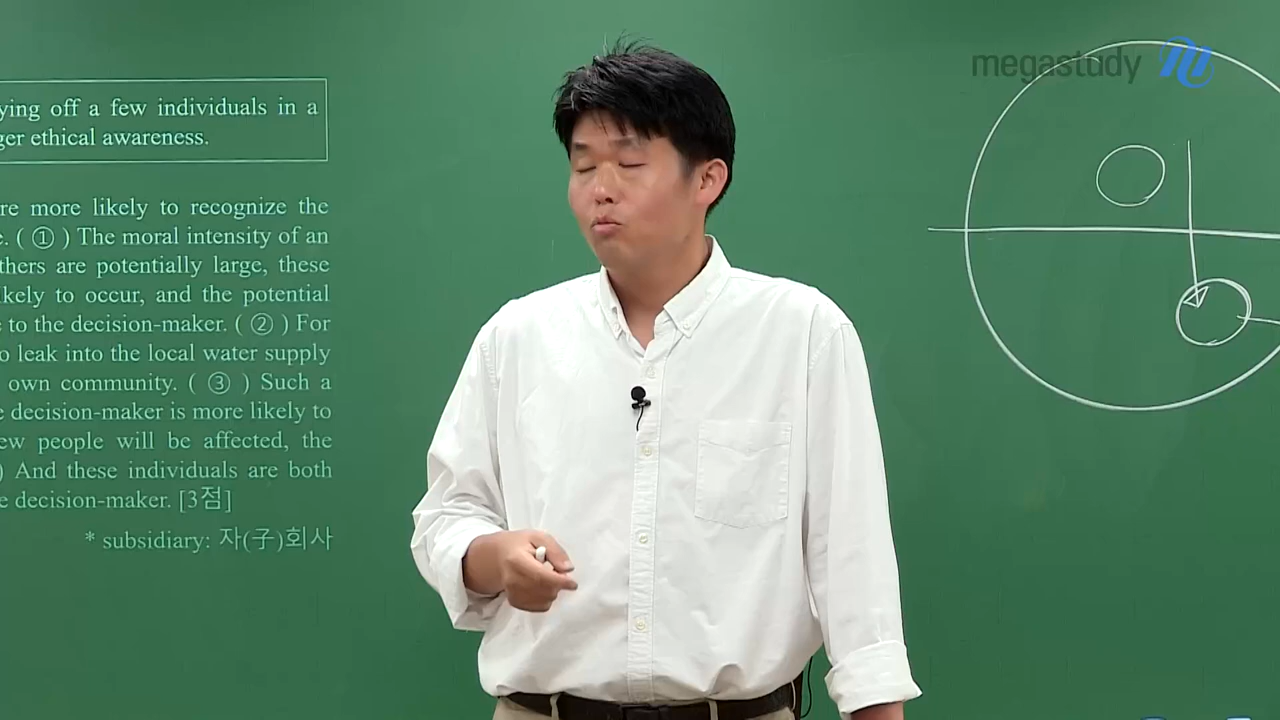 ying off a few individuals in a
ger ethical awareness.
megastudy
re more likely to recognize the
e. ( ① ) The moral intensity of an
thers are potentially large, these
ikely to occur, and the potential
e to the decision-maker. ( ② ) For
o leak into the local water supply
own community. ( ③ ) Such a
e decision-maker is more likely to
ew people will be affected, the
) And these individuals are both
e decision-maker. [3점]
* subsidiary: 자(子)회사